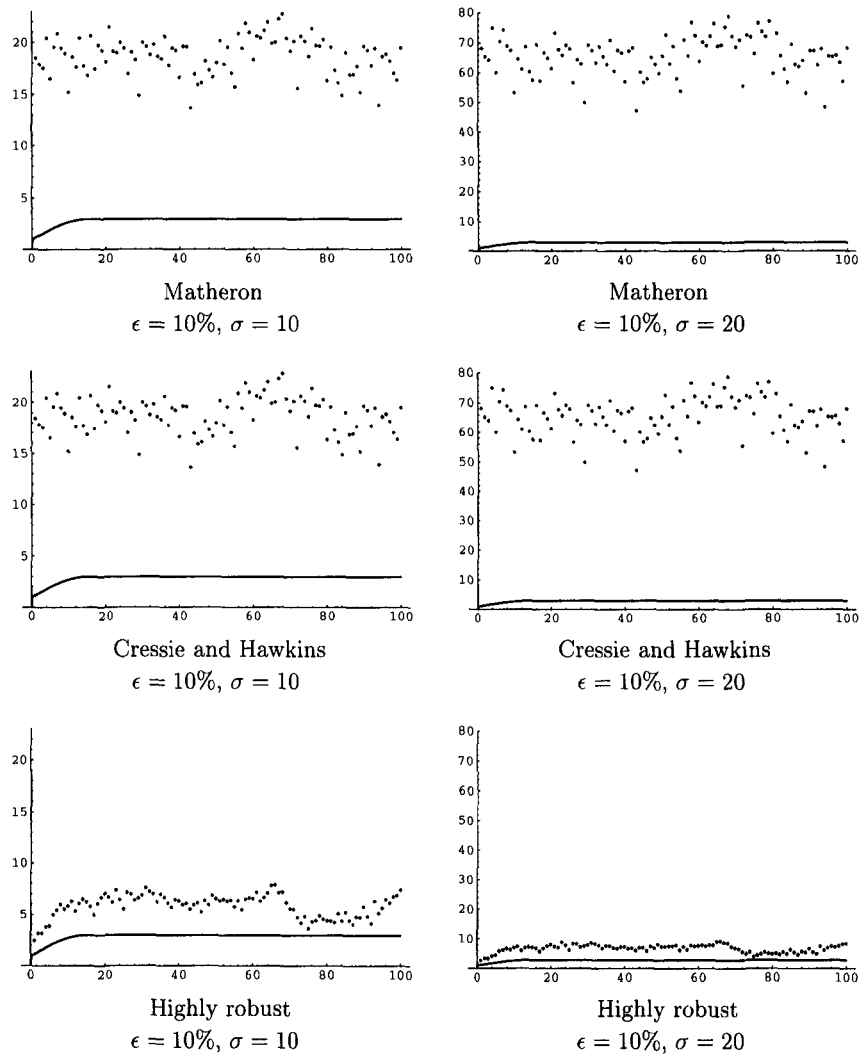 20
15
10
5
0 20 40 60 80 100
Matheron
ϵ = 10%, σ = 10
80
70
60
50
40
30
20
10
0 20 40 60 80 100
Matheron
ϵ = 10%, σ = 20
20
15
10
5
0 20 40 60 80 100
Cressie and Hawkins
ϵ = 10%, σ = 10
80
70
60
50
40
30
20
10
0 20 40 60 80 100
Cressie and Hawkins
ϵ = 10%, σ = 20
20
15
10
5
0 20 40 60 80 100
Highly robust
ϵ = 10%, σ = 10
80
70
60
50
40
30
20
10
0 20 40 60 80 100
Highly robust
ϵ = 10%, σ = 20